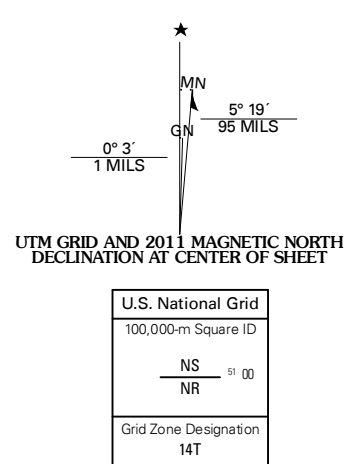 MN
5° 19´
95 MILS
GN
0° 3´
1 MILS
UTM GRID AND 2011 MAGNETIC NORTH
DECLINATION AT CENTER OF SHEET
U.S. National Grid
100,000-m Square ID
NS
51 00
NR
Grid Zone Designation
14T